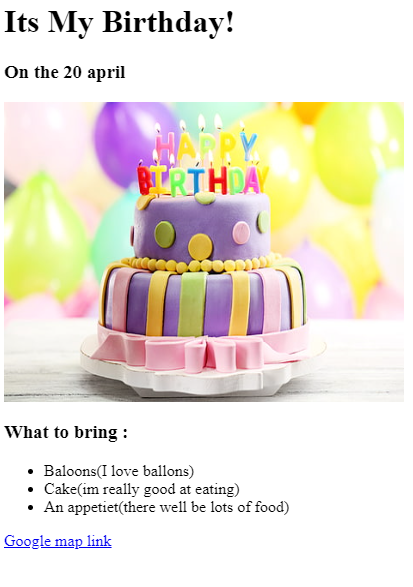 Its My Birthday!
On the 20 april
HAPPY
BIRTHDAY
What to bring :
Baloons(I love ballons)
Cake(im really good at eating)
An appetiet(there well be lots of food)
Google map link